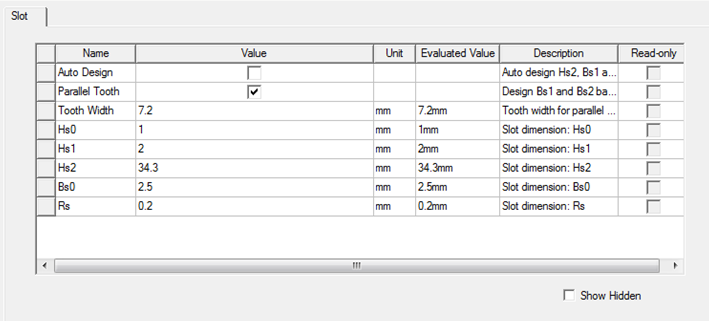 Slot
Name Value Unit Evaluated Value Description Read-only
Auto Design Auto design Hs2, Bs1 a...
Parallel Tooth Design Bs1 and Bs2 ba...
Tooth Width 7.2 mm 7.2mm Tooth width for parallel ...
Hs0 1 mm 1mm Slot dimension: Hs0
Hs1 2 mm 2mm Slot dimension: Hs1
Hs2 34.3 mm 34.3mm Slot dimension: Hs2
Bs0 2.5 mm 2.5mm Slot dimension: Bs0
Rs 0.2 mm 0.2mm Slot dimension: Rs
Show Hidden